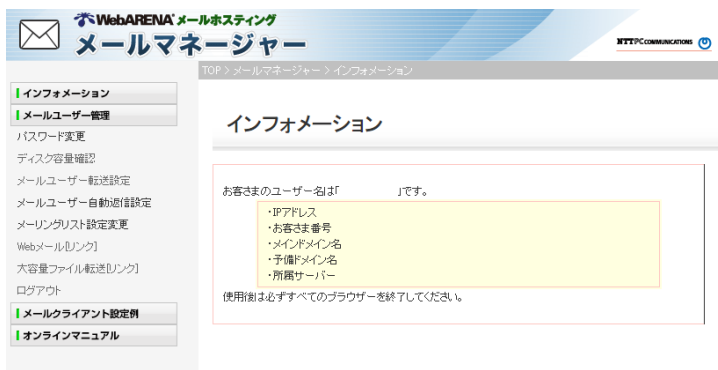 WebARENA メールホスティング
メールマネージャー
NTTPC COMMUNICATIONS
TOP > メールマネージャー > インフォメーション
インフォメーション
メールユーザー管理
パスワード変更
ディスク容量確認
メールユーザー転送設定
メールユーザー自動返信設定
メーリングリスト設定変更
Webメール[リンク]
大容量ファイル転送[リンク]
ログアウト
メールクライアント設定例
オンラインマニュアル
インフォメーション
お客さまのユーザー名は「 」です。
・IPアドレス
・お客さま番号
・メインドメイン名
・予備ドメイン名
・所属サーバー
使用後は必ずすべてのブラウザーを終了してください。